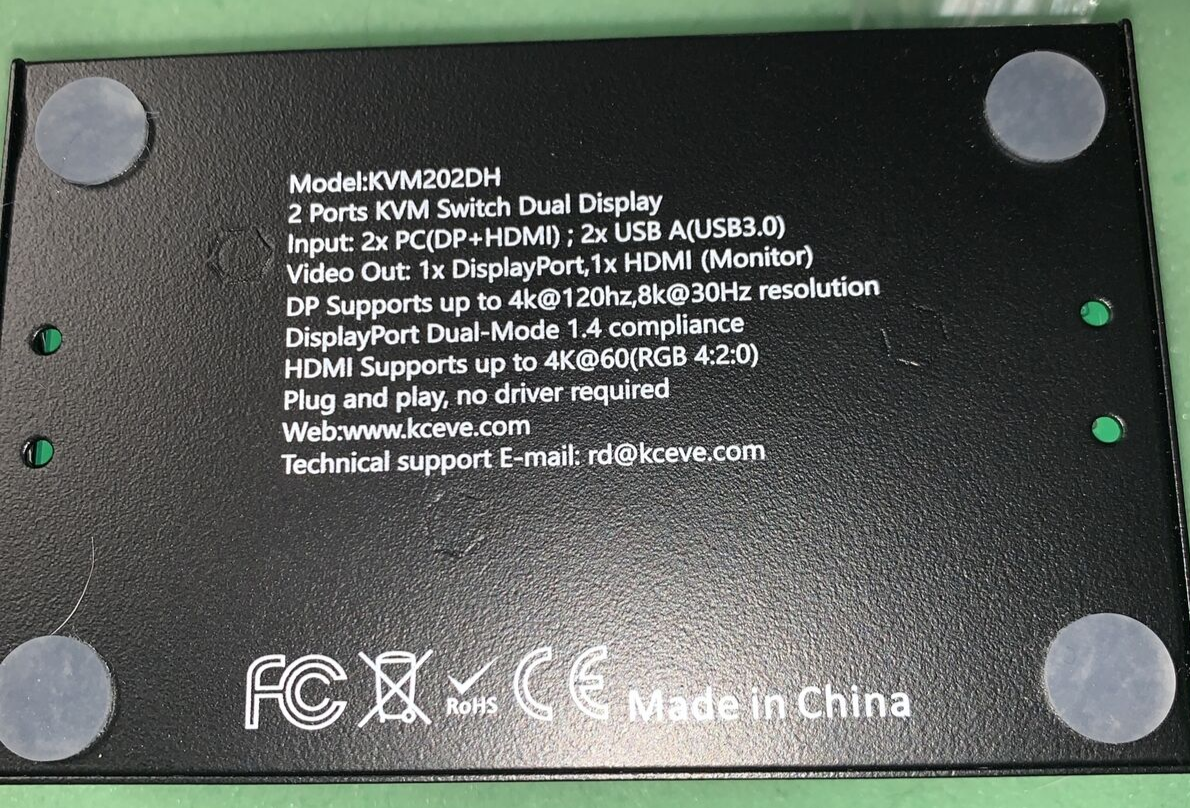 Model:KVM202DH
2 Ports KVM Switch Dual Display
Input: 2x PC(DP+HDMI) ; 2x USB A(USB3.0)
Video Out: 1x DisplayPort,1x HDMI (Monitor)
DP Supports up to 4k@120hz,8k@30Hz resolution
DisplayPort Dual-Mode 1.4 compliance
HDMI Supports up to 4K@60(RGB 4:2:0)
Plug and play, no driver required
Web:www.kceve.com
Technical support E-mail: rd@kceve.com
FC RoHS CE Made in China